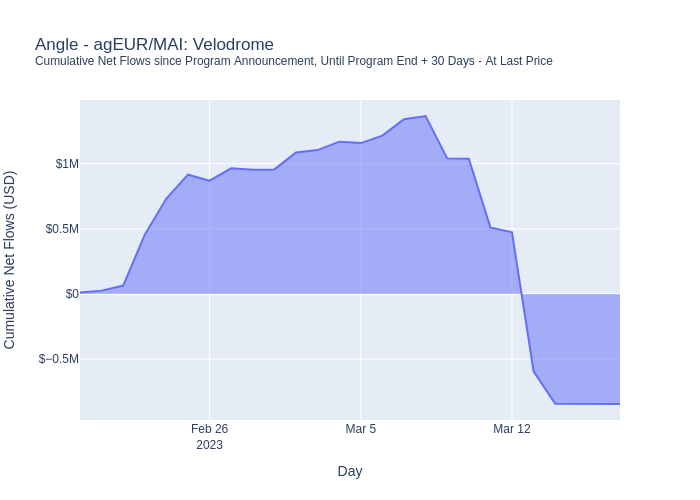 Angle - agEUR/MAI: Velodrome
Cumulative Net Flows since Program Announcement, Until Program End + 30 Days - At Last Price
Cumulative Net Flows (USD)
$1M
$0.5M
$0
$−0.5M
Feb 26
2023
Mar 5
Mar 12
Day